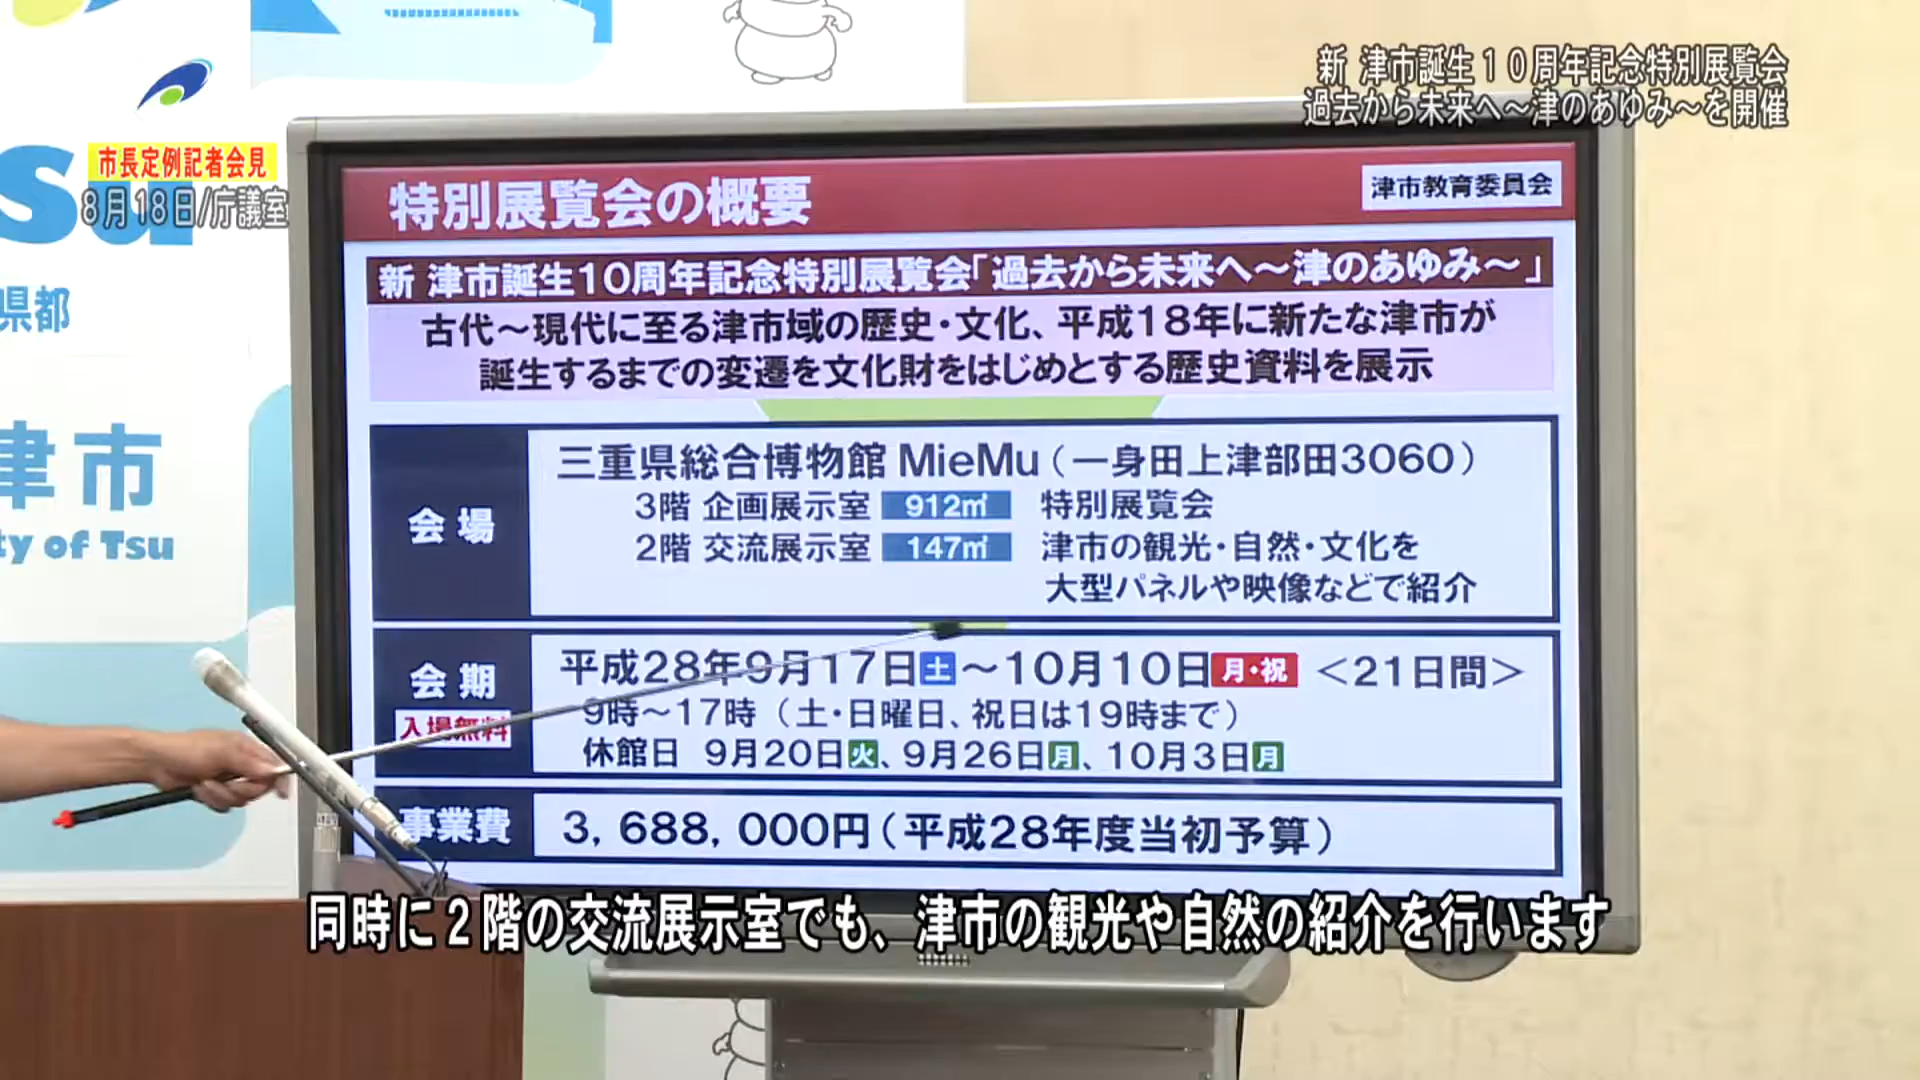 新 津市誕生１０周年記念特別展覧会
過去から未来へ～津のあゆみ～を開催
市長定例記者会見
8月18日/庁議室
県都
津市
ty of Tsu
特別展覧会の概要
津市教育委員会
新 津市誕生10周年記念特別展覧会「過去から未来へ～津のあゆみ～」
古代～現代に至る津市域の歴史・文化、平成18年に新たな津市が
誕生するまでの変遷を文化財をはじめとする歴史資料を展示
会場
三重県総合博物館 MieMu（一身田上津部田3060）
3階 企画展示室 912㎡ 特別展覧会
2階 交流展示室 147㎡ 津市の観光・自然・文化を
大型パネルや映像などで紹介
会期
入場無料
平成28年9月17日土～10月10日月・祝 ＜21日間＞
9時～17時（土・日曜日、祝日は19時まで）
休館日 9月20日火、9月26日月、10月3日月
事業費
3,688,000円（平成28年度当初予算）
同時に２階の交流展示室でも、津市の観光や自然の紹介を行います